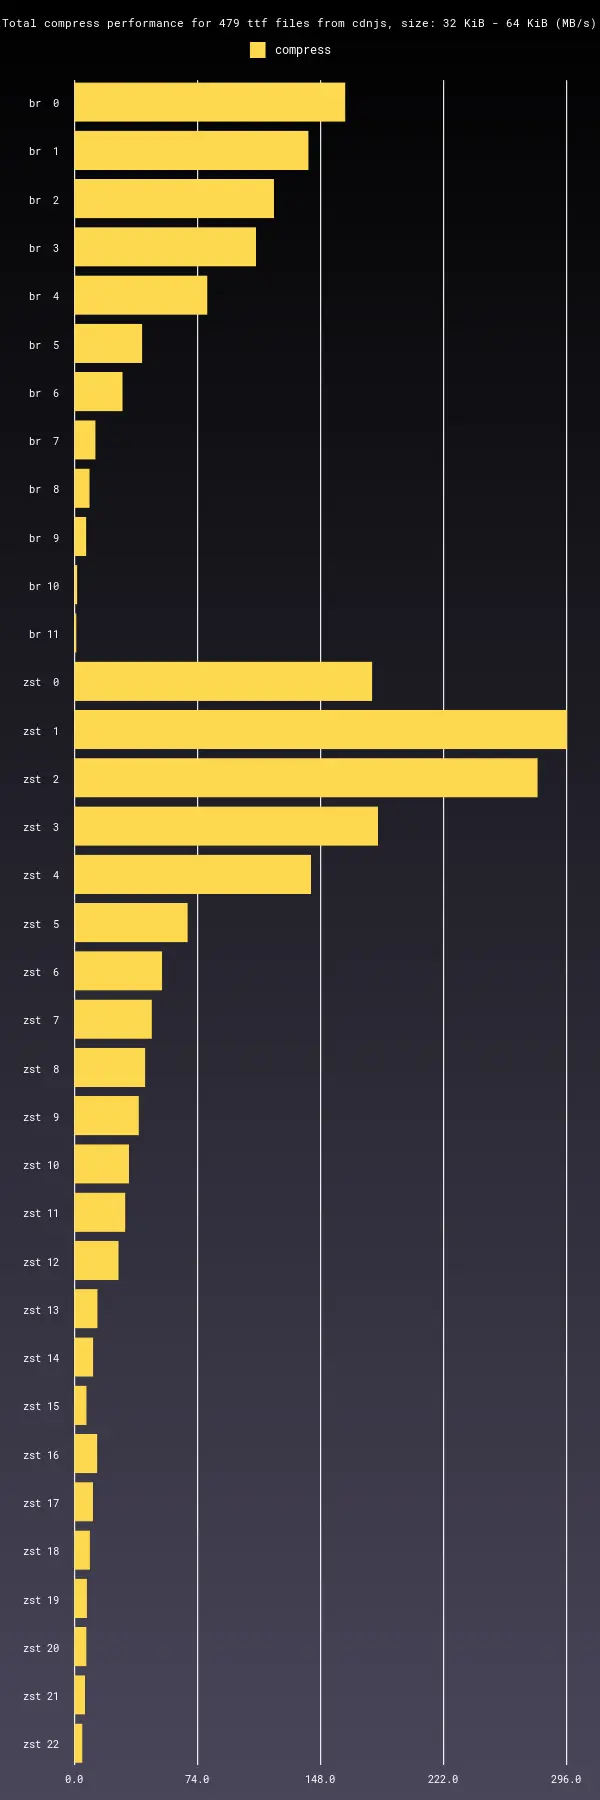 Total compress performance for 479 ttf files from cdnjs, size: 32 KiB - 64 KiB (MB/s)
compress
br 0
br 1
br 2
br 3
br 4
br 5
br 6
br 7
br 8
br 9
br 10
br 11
zst 0
zst 1
zst 2
zst 3
zst 4
zst 5
zst 6
zst 7
zst 8
zst 9
zst 10
zst 11
zst 12
zst 13
zst 14
zst 15
zst 16
zst 17
zst 18
zst 19
zst 20
zst 21
zst 22
0.0 74.0 148.0 222.0 296.0